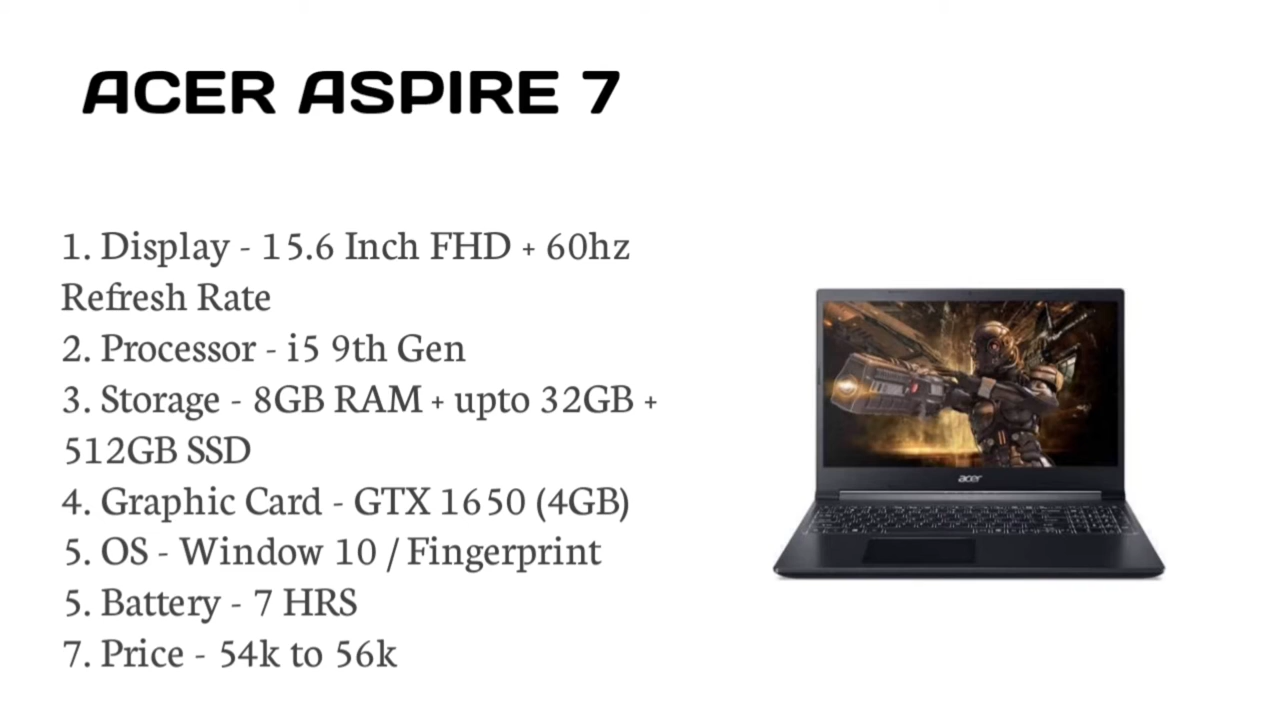 ACER ASPIRE 7
1. Display - 15.6 Inch FHD + 60hz
Refresh Rate
2. Processor - i5 9th Gen
3. Storage - 8GB RAM + upto 32GB +
512GB SSD
4. Graphic Card - GTX 1650 (4GB)
5. OS - Window 10 / Fingerprint
5. Battery - 7 HRS
7. Price - 54k to 56k
acer